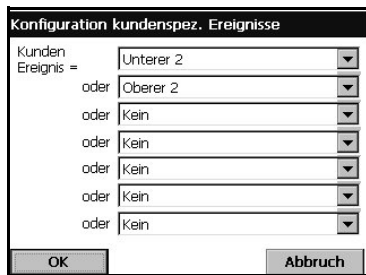 Konfiguration kundenspez. Ereignisse
Kunden
Ereignis =
Unterer 2
oder Oberer 2
oder Kein
oder Kein
oder Kein
oder Kein
oder Kein
OK Abbruch